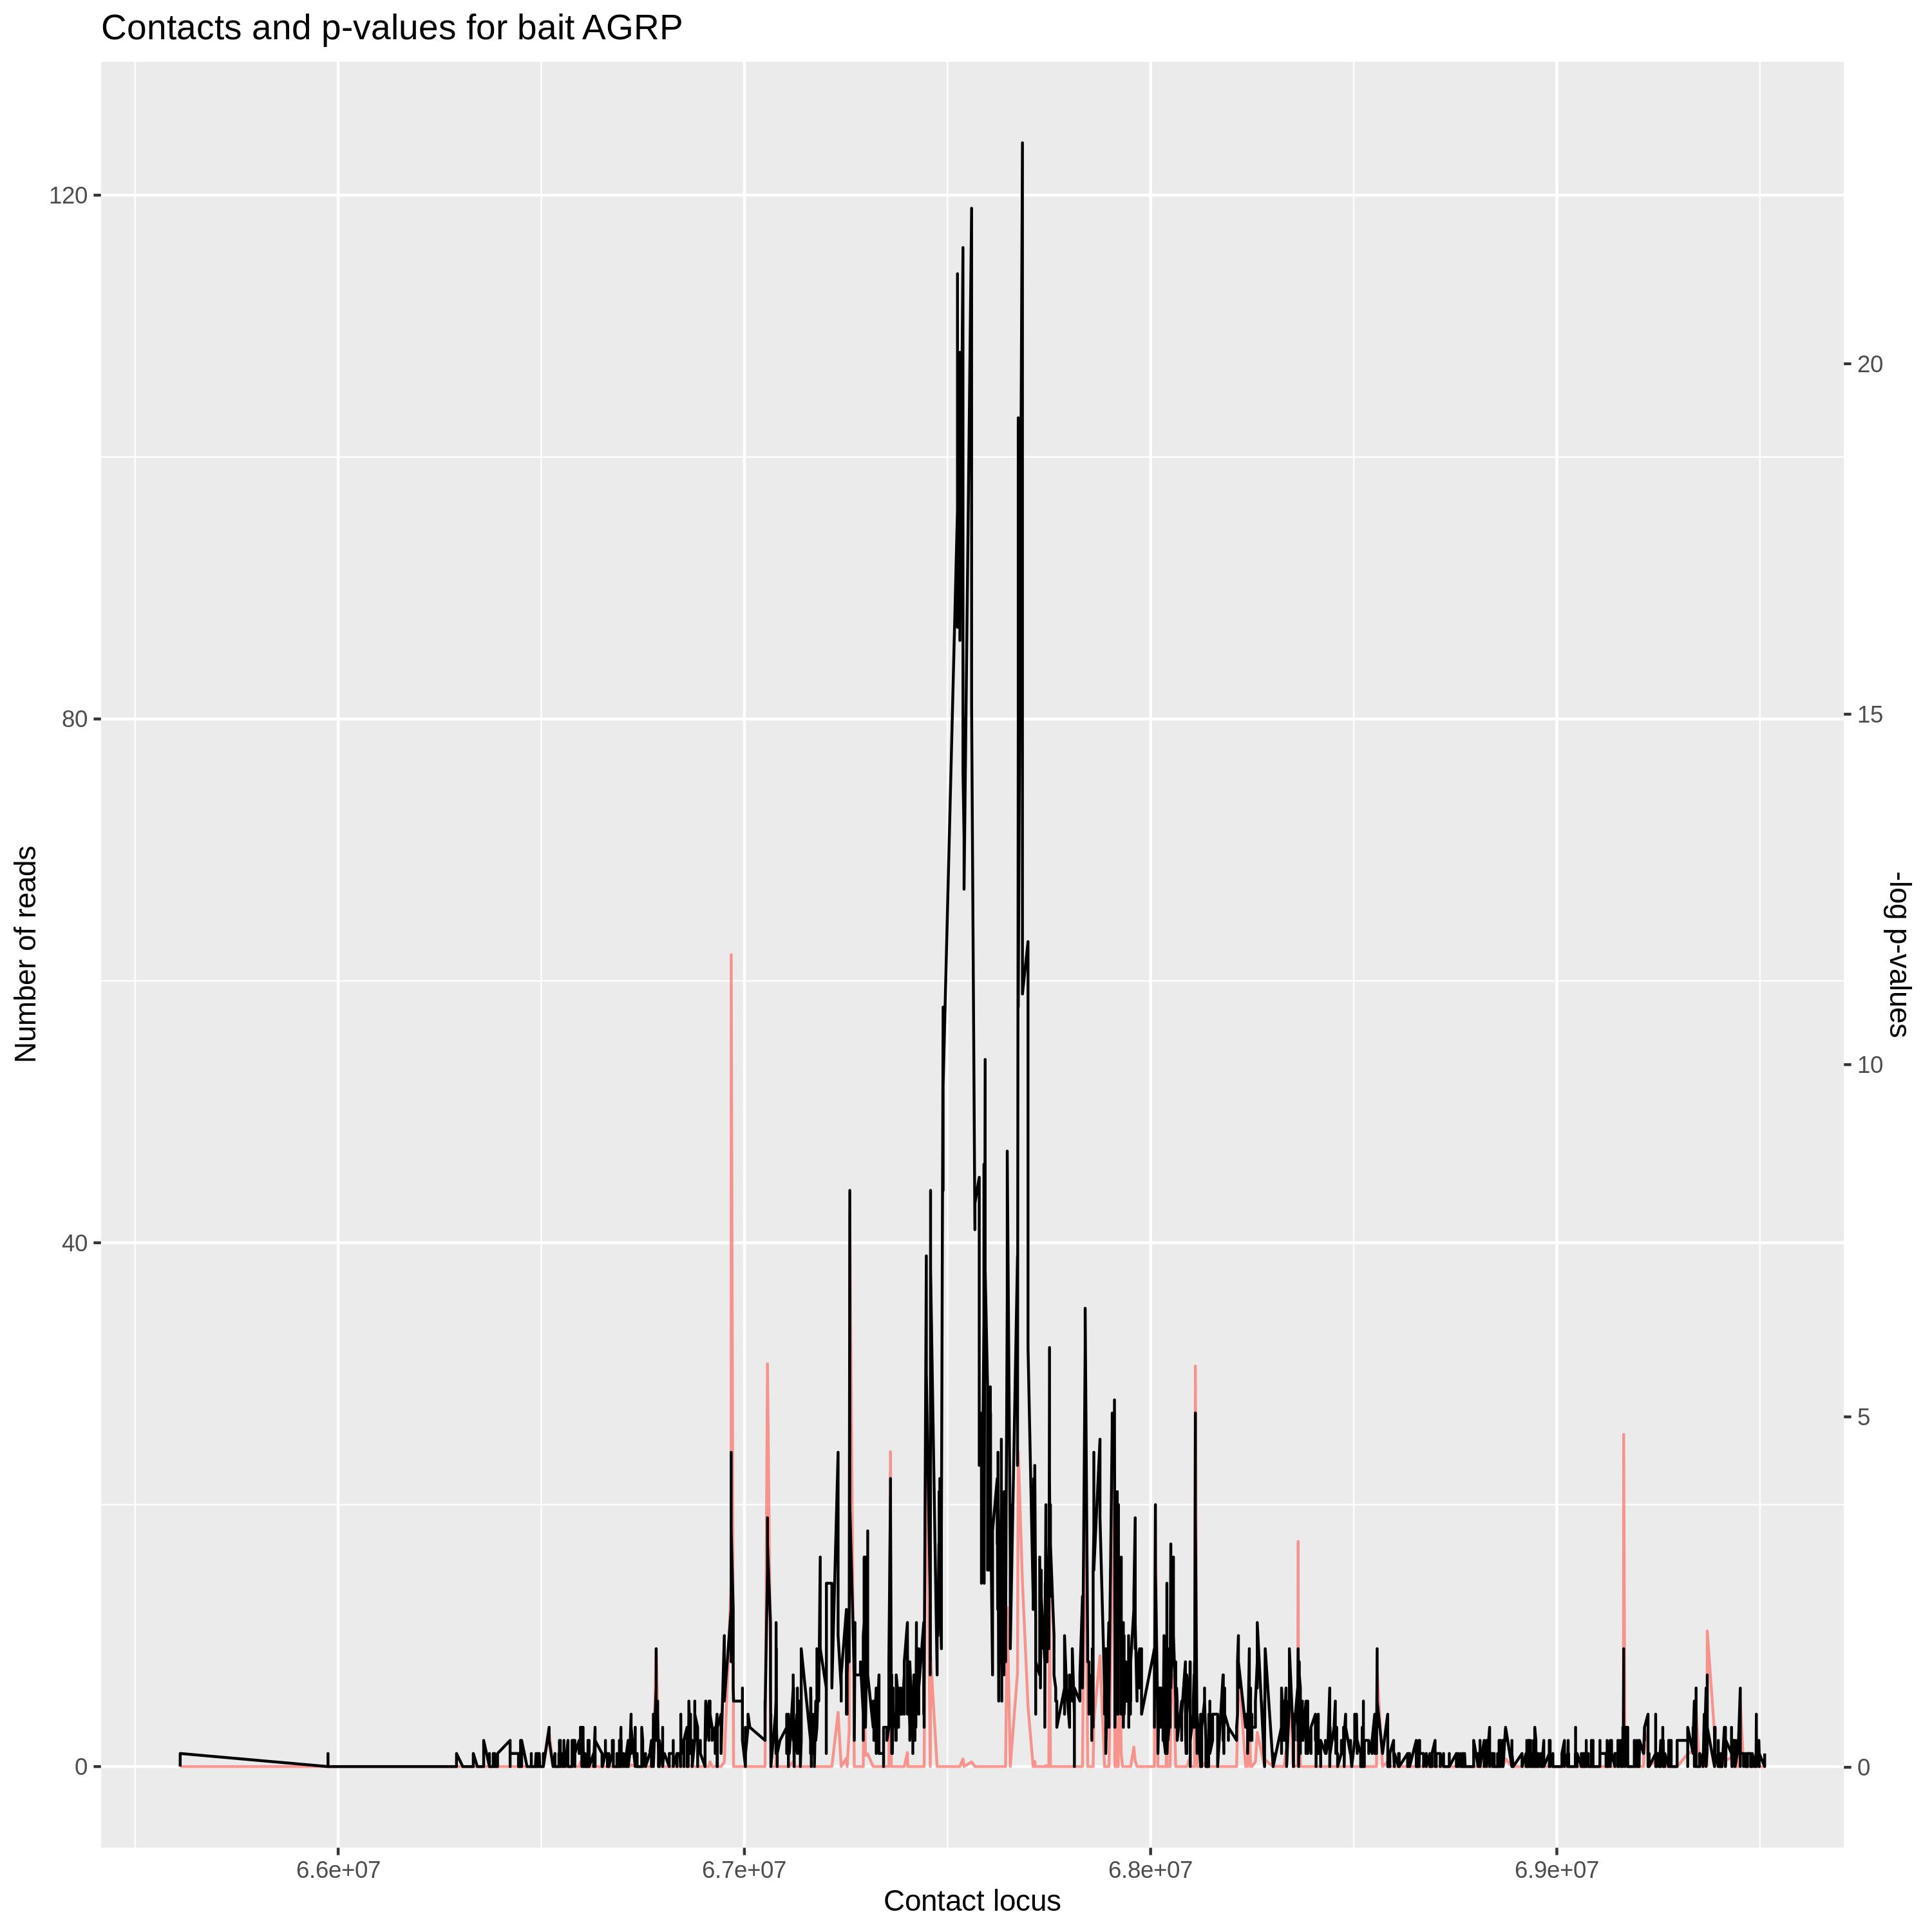 Contacts and p-values for bait AGRP
120
80
40
0
Number of reads
20
15
10
5
0
-log p-values
6.6e+07
6.7e+07
6.8e+07
6.9e+07
Contact locus